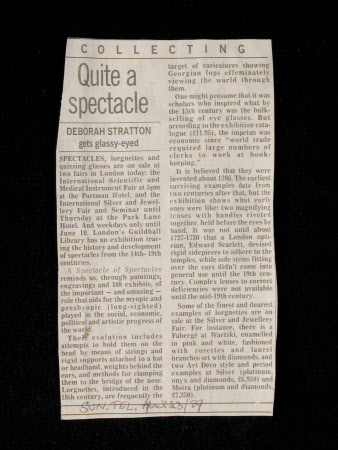 COLLECTING
Quite a
spectacle
DEBORAH STRATTON
gets glassy-eyed
SPECTACLES, lorgnettes and
quizzing glasses are on sale at
two fairs in London today: the
International Scientific and
Medical Instrument Fair at 5pm
at the Portman Hotel, and the
International Silver and Jewel-
lery Fair and Seminar until
Thursday at the Park Lane
Hotel. And weekdays only until
June 16, London's Guildhall
Library has an exhibition trac-
ing the history and development
of spectacles from the 14th- 19th
centuries.
A Spectacle of Spectacles
reminds us, through paintings,
engravings and 108 exhibits, of
the important — and amusing —
role that aids for the myopic and
presbyopic (long-sighted)
played in the social, economic,
political and artistic progress of
the world.
Their evolution includes
attempts to hold them on the
head by means of strings and
rigid supports attached to a hat
or headband, weights behind the
ears, and methods for clamping
them to the bridge of the nose.
Lorgnettes, introduced in the
18th century, are frequently the
target of caricatures showing
Georgian fops effeminately
viewing the world through
them.
One might presume that it was
scholars who inspired what by
the 15th century was the bulk-
selling of eye glasses. But
according to the exhibition cata-
logue (£11.95), the impetus was
economic since "world trade
required large numbers of
clerks to work at book-
keeping."
It is believed that they were
invented about 1286. The earliest
surviving examples date from
two centuries after that, but the
exhibition shows what early
ones were like: two magnifying
lenses with handles riveted
together, held before the eyes by
hand. It was not until about
1727-1730 that a London opti-
cian, Edward Scarlett, devised
rigid sidepieces to adhere to the
temples, while side stems fitting
over the ears didn't come into
general use until the 19th cen-
tury. Complex lenses to correct
deficiencies were not available
until the mid-19th century.
Some of the finest and dearest
examples of lorgnettes are on
sale at the Silver and Jewellery
Fair. For instance, there is a
Fabergé at Wartski, enamelled
in pink and white, fashioned
with rosettes and laurel
branches set with diamonds, and
two Art Deco style and period
examples at Silver (platinum,
onyx and diamonds, £6,950) and
Moira (platinum and diamonds,
£7,250).
SUN. TEL.